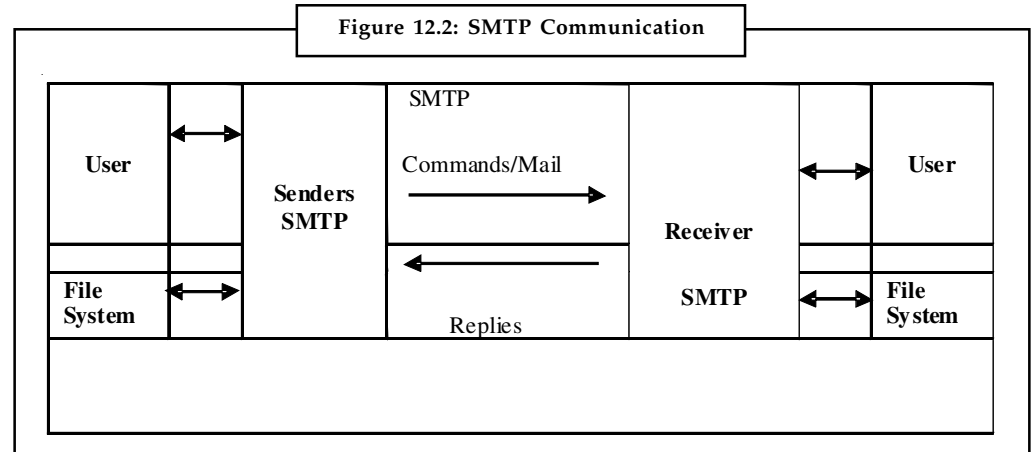 Figure 12.2: SMTP Communication
SMTP
User
Commands/Mail
User
Senders
SMTP
Receiver
SMTP
File
System
Replies
File
System